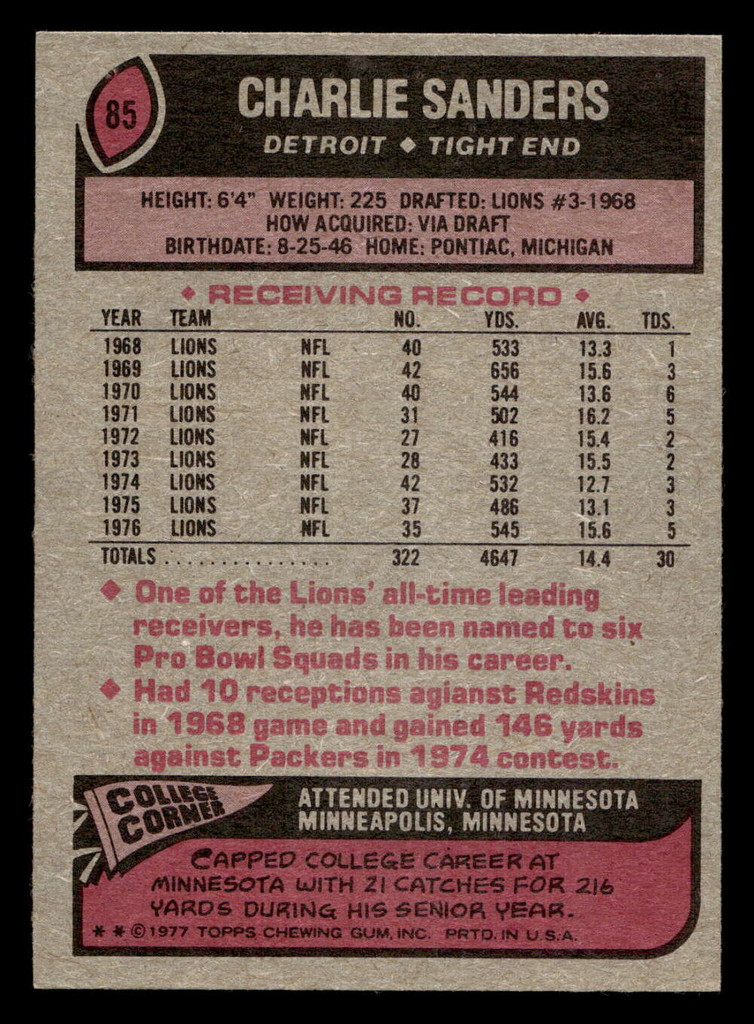 85
CHARLIE SANDERS
DETROIT ◆ TIGHT END
HEIGHT: 6'4" WEIGHT: 225 DRAFTED: LIONS #3-1968
HOW ACQUIRED: VIA DRAFT
BIRTHDATE: 8-25-46 HOME: PONTIAC, MICHIGAN
◆ RECEIVING RECORD ◆
YEAR TEAM NO. YDS. AVG. TDS.
1968 LIONS NFL 40 533 13.3 1
1969 LIONS NFL 42 656 15.6 3
1970 LIONS NFL 40 544 13.6 6
1971 LIONS NFL 31 502 16.2 5
1972 LIONS NFL 27 416 15.4 2
1973 LIONS NFL 28 433 15.5 2
1974 LIONS NFL 42 532 12.7 3
1975 LIONS NFL 37 486 13.1 3
1976 LIONS NFL 35 545 15.6 5
TOTALS . . . . . . . . . . . . . . . 322 4647 14.4 30
◆ One of the Lions' all-time leading
receivers, he has been named to six
Pro Bowl Squads in his career.
◆ Had 10 receptions agianst Redskins
in 1968 game and gained 146 yards
against Packers in 1974 contest.
COLLEGE
CORNER
ATTENDED UNIV. OF MINNESOTA
MINNEAPOLIS, MINNESOTA
CAPPED COLLEGE CAREER AT
MINNESOTA WITH 21 CATCHES FOR 216
YARDS DURING HIS SENIOR YEAR.
* * © 1977 TOPPS CHEWING GUM, INC. PRTD. IN U.S.A.